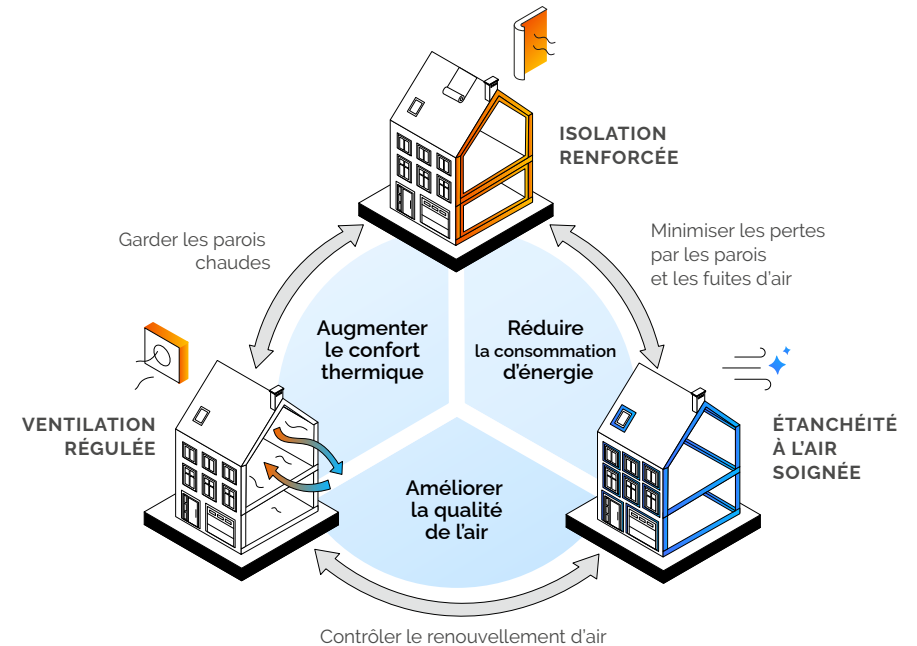 ISOLATION
RENFORCÉE
Garder les parois
chaudes
Minimiser les pertes
par les parois
et les fuites d'air
Augmenter
le confort
thermique
Réduire
la consommation
d'énergie
VENTILATION
RÉGULÉE
ÉTANCHÉITÉ
À L'AIR
SOIGNÉE
Améliorer
la qualité
de l'air
Contrôler le renouvellement d'air